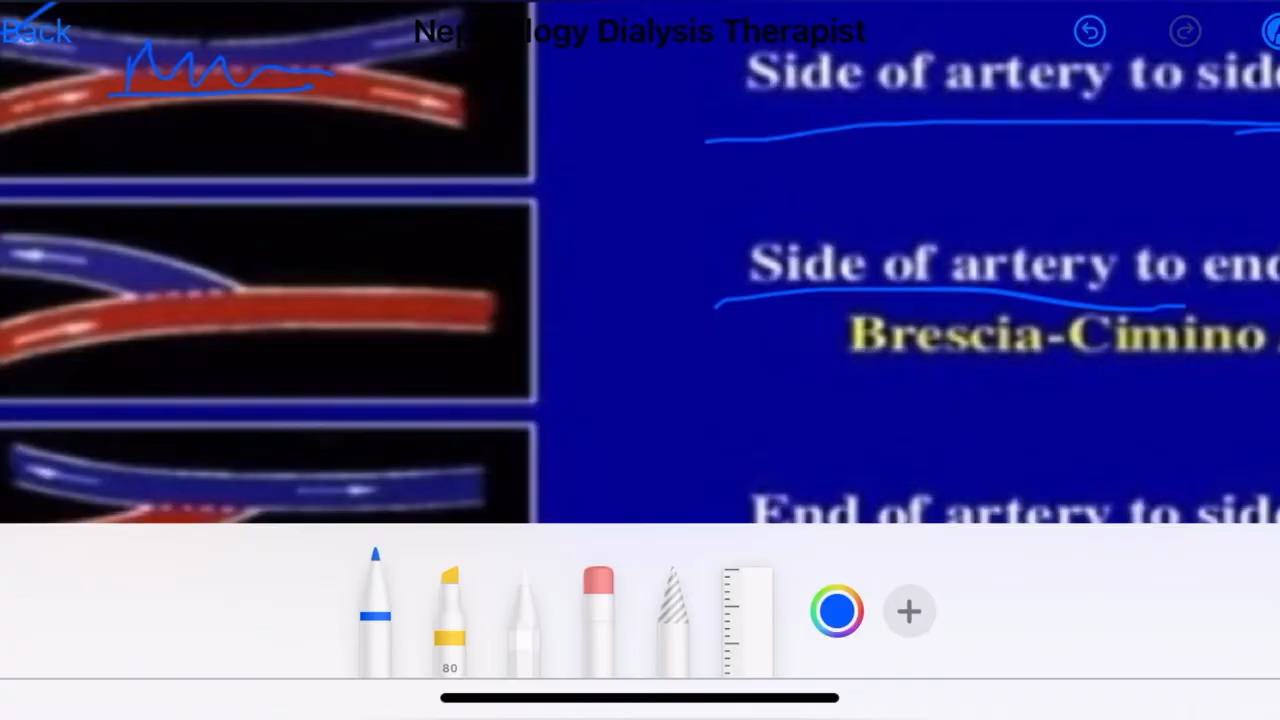 Back
Nephrology Dialysis Therapist
Side of artery to side
Side of artery to end
Brescia-Cimino
End of artery to side
80